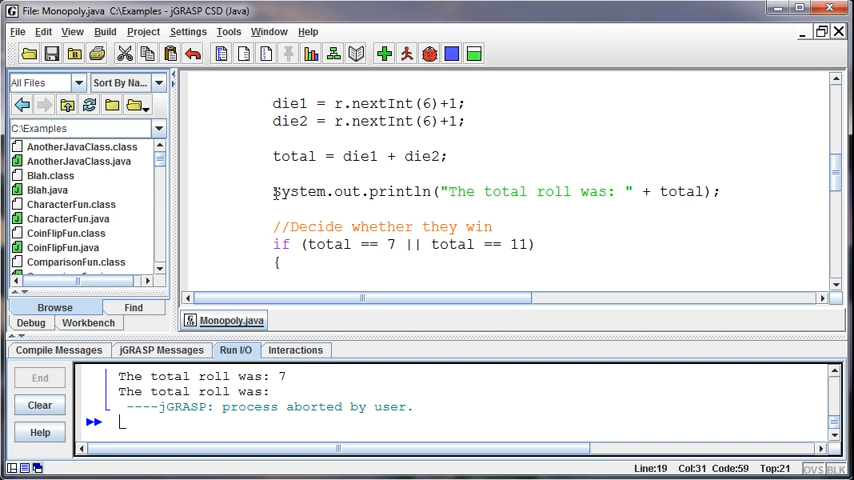 File: Monopoly.java C:\Examples - jGRASP CSD (Java)
File Edit View Build Project Settings Tools Window Help
All Files Sort By Na...
C:\Examples
AnotherJavaClass.class
AnotherJavaClass.java
Blah.class
Blah.java
CharacterFun.class
CharacterFun.java
CoinFlipFun.class
CoinFlipFun.java
ComparisonFun.class
Browse Find
Debug Workbench
die1 = r.nextInt(6)+1;
die2 = r.nextInt(6)+1;
total = die1 + die2;
System.out.println("The total roll was: " + total);
//Decide whether they win
if (total == 7 || total == 11)
{
Monopoly.java
Compile Messages jGRASP Messages Run I/O Interactions
End
Clear
Help
The total roll was: 7
The total roll was:
----jGRASP: process aborted by user.
Line:19 Col:31 Code:59 Top:21 OVS BLK